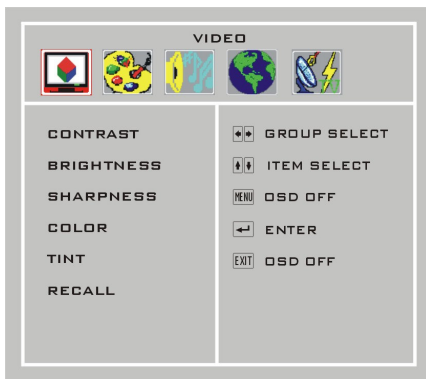 VIDEO
CONTRAST
BRIGHTNESS
SHARPNESS
COLOR
TINT
RECALL
GROUP SELECT
ITEM SELECT
MENU OSD OFF
ENTER
EXIT OSD OFF